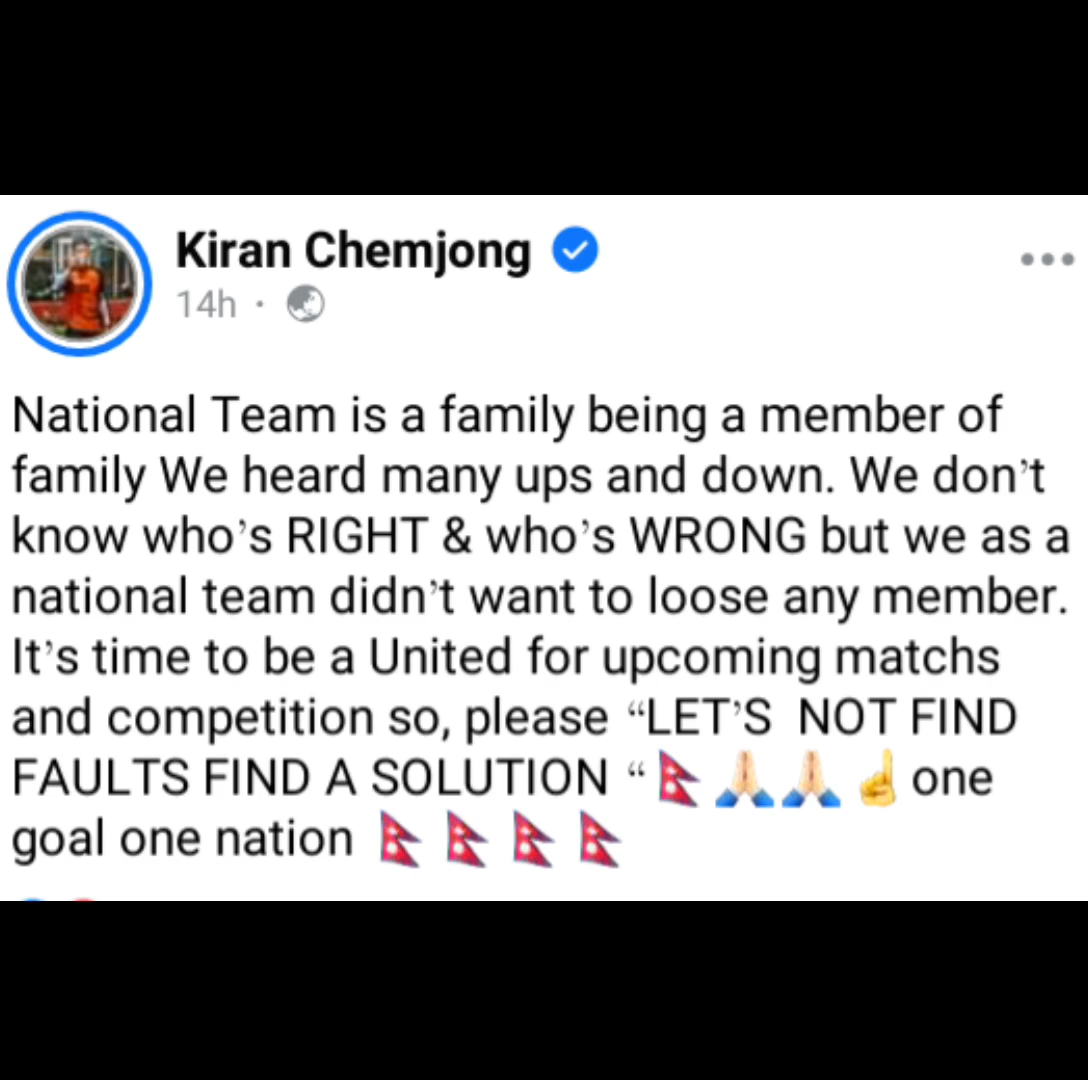 Kiran Chemjong
14h ·
National Team is a family being a member of
family We heard many ups and down. We don’t
know who’s RIGHT & who’s WRONG but we as a
national team didn’t want to loose any member.
It’s time to be a United for upcoming matchs
and competition so, please “LET’S  NOT FIND
FAULTS FIND A SOLUTION “ 🇳🇵 🙏🏻 🙏🏻 ☝️ one
goal one nation 🇳🇵 🇳🇵 🇳🇵 🇳🇵